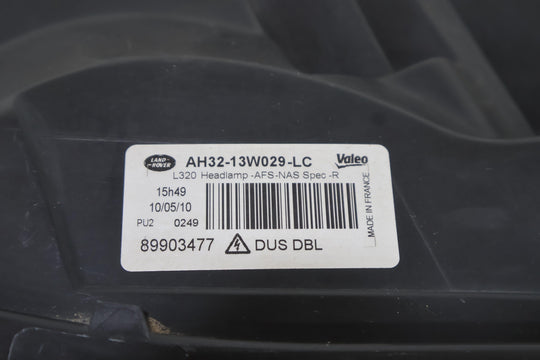 LAND ROVER AH32-13W029-LC Valeo
L320 Headlamp -AFS-NAS Spec -R
15h49
10/05/10
PU2 0249
89903477 DUS DBL
MADE IN FRANCE